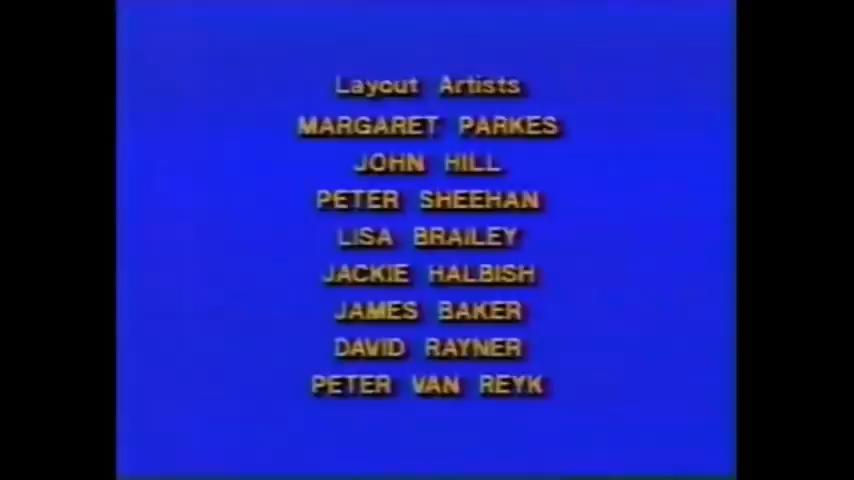 Layout Artists
MARGARET PARKES
JOHN HILL
PETER SHEEHAN
LISA BRAILEY
JACKIE HALBISH
JAMES BAKER
DAVID RAYNER
PETER VAN REYK